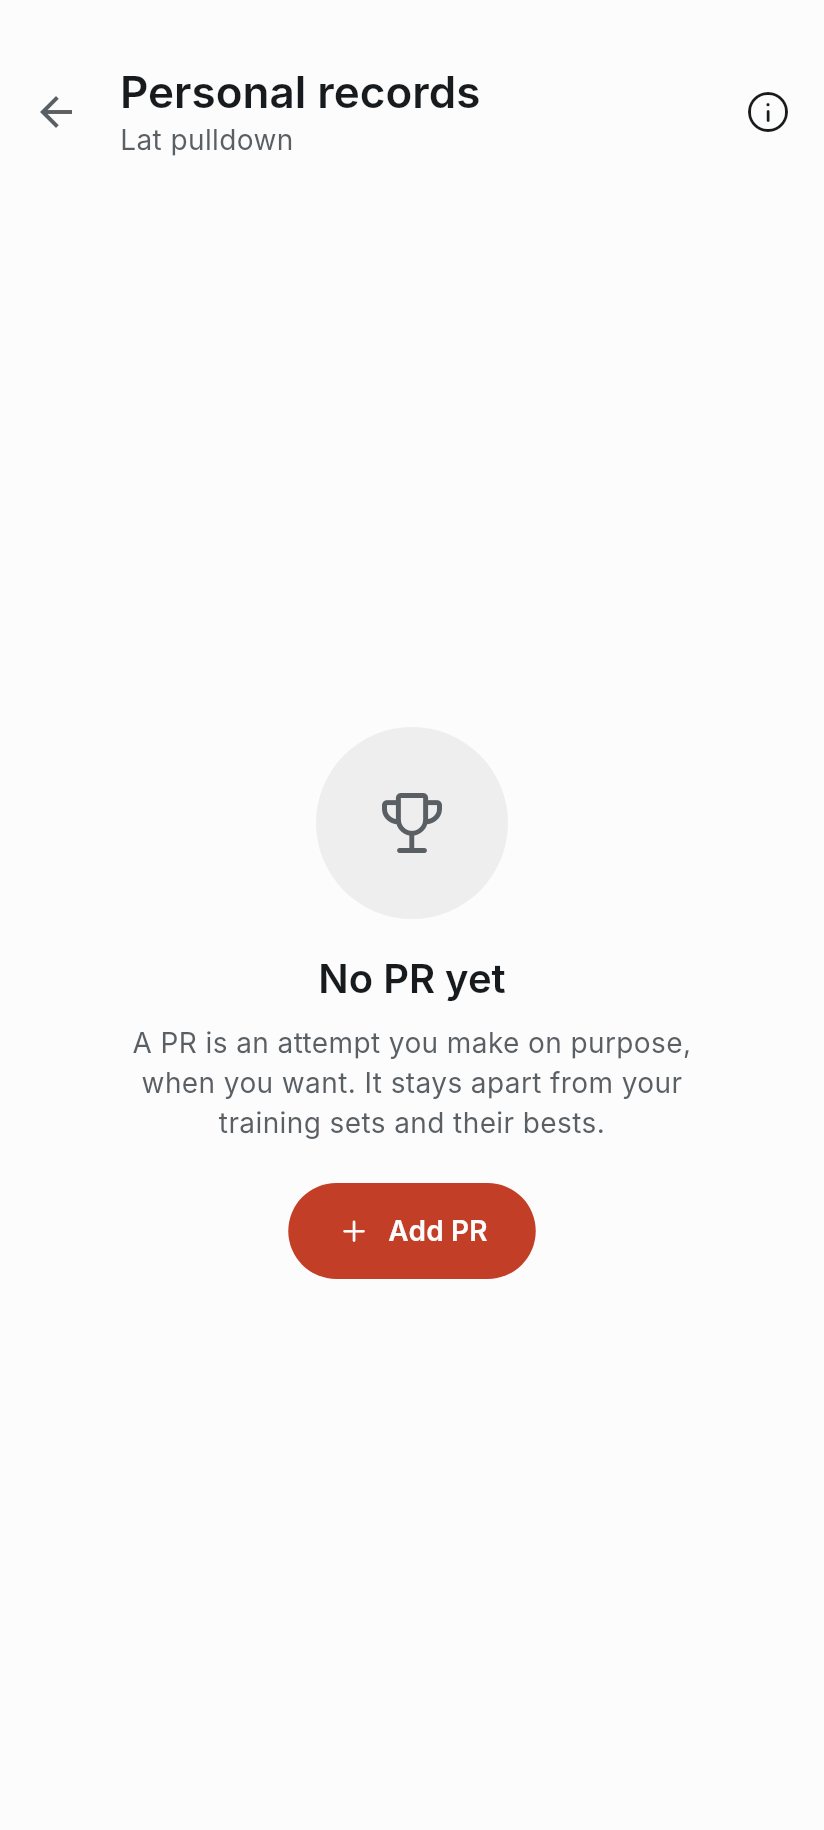 Personal records
Lat pulldown
No PR yet
A PR is an attempt you make on purpose,
when you want. It stays apart from your
training sets and their bests.
Add PR